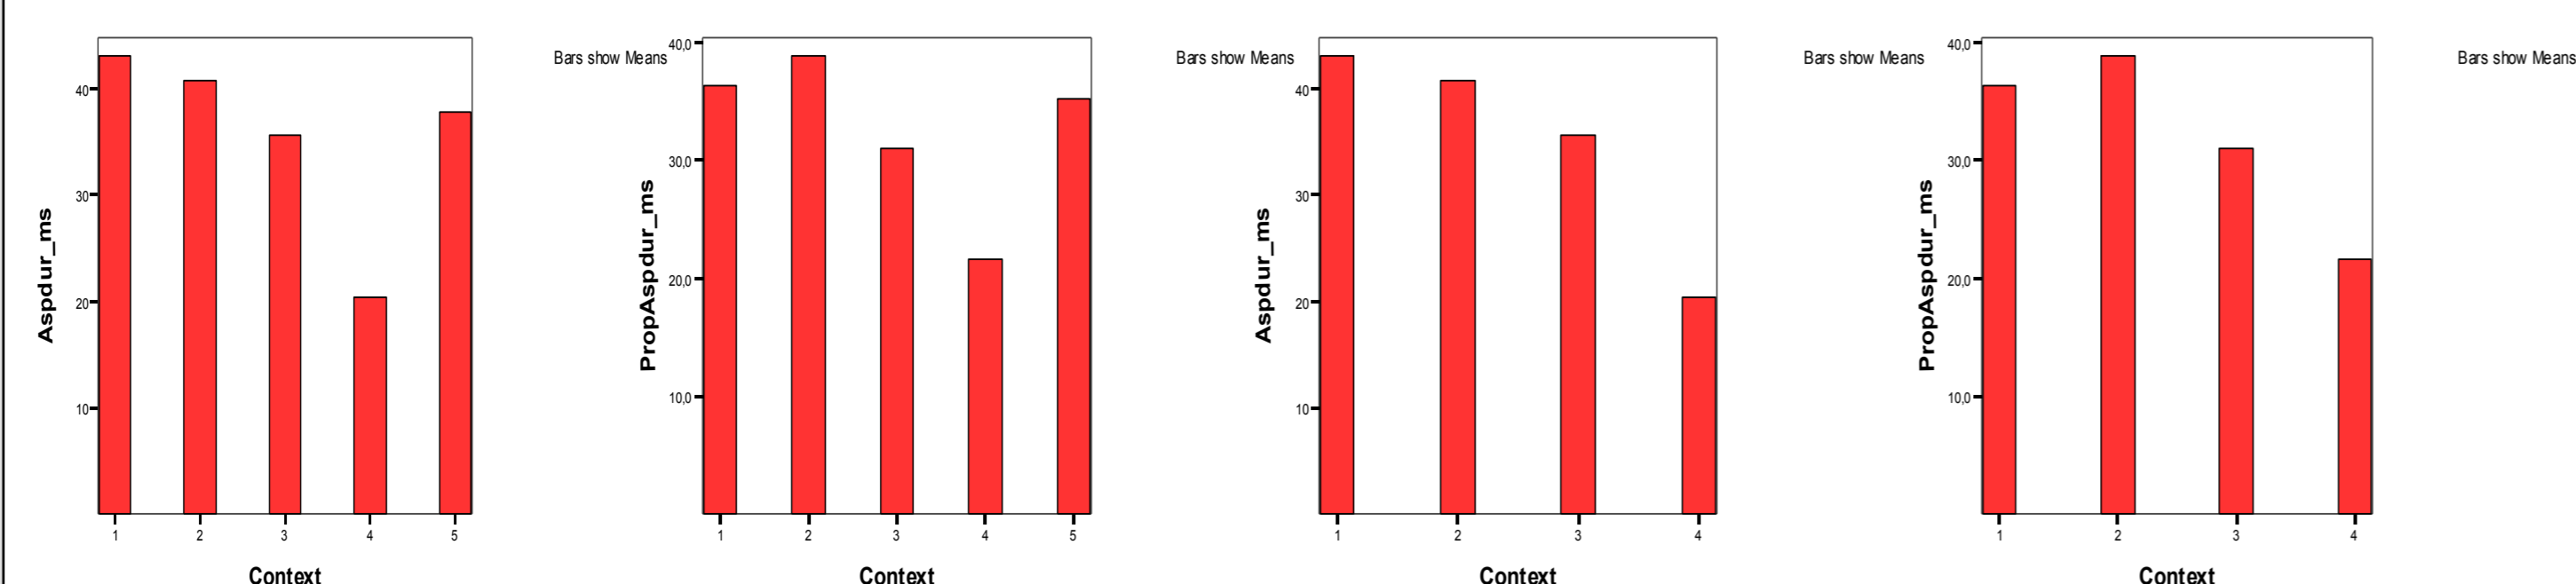 Aspdur_ms
40
30
20
10
1 2 3 4 5
Context
Bars show Means
PropAspdur_ms
40,0
30,0
20,0
10,0
1 2 3 4 5
Context
Bars show Means
Aspdur_ms
40
30
20
10
1 2 3 4
Context
Bars show Means
PropAspdur_ms
40,0
30,0
20,0
10,0
1 2 3 4
Context
Bars show Means